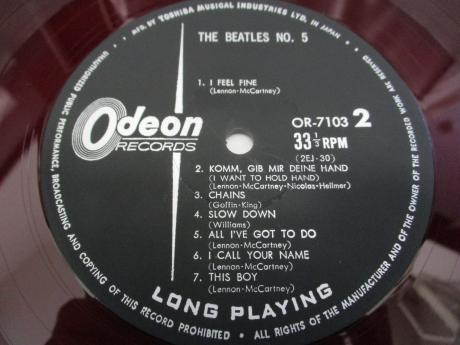 MFG. BY TOSHIBA MUSICAL INDUSTRIES LTD. IN JAPAN
THE BEATLES NO. 5
1. I FEEL FINE
(Lennon-McCartney)
Odeon
RECORDS
OR-7103 2
33 1/3 RPM
(2EJ-30)
2. KOMM, GIB MIR DEINE HAND
(I WANT TO HOLD HAND)
(Lennon-McCartney-Nicolas-Hellmer)
3. CHAINS
(Goffin-King)
4. SLOW DOWN
(Williams)
5. ALL I'VE GOT TO DO
(Lennon-McCartney)
6. I CALL YOUR NAME
(Lennon-McCartney)
7. THIS BOY
(Lennon-McCartney)
LONG PLAYING
UNAUTHORIZED PUBLIC PERFORMANCE, BROADCASTING AND COPYING OF THIS RECORD PROHIBITED • ALL RIGHTS OF THE MANUFACTURER AND OF THE OWNER OF THE RECORDED WORK ARE RESERVED